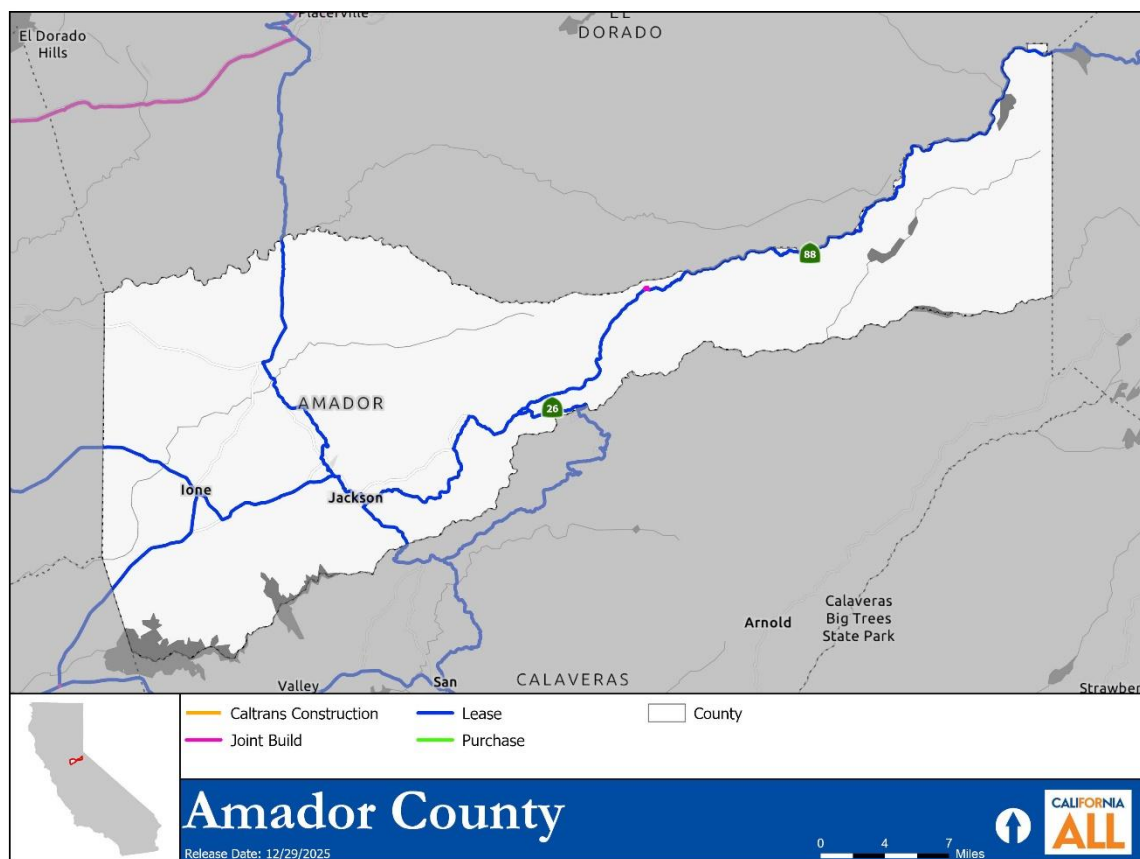 Placerville
El Dorado
Hills
EL
DORADO
88
AMADOR
26
Ione
Jackson
Arnold
Calaveras
Big Trees
State Park
Valley
San
CALAVERAS
Strawber
Caltrans Construction
Lease
County
Joint Build
Purchase
Amador County
Release Date: 12/29/2025
0 4 7
Miles
CALIFORNIA
ALL